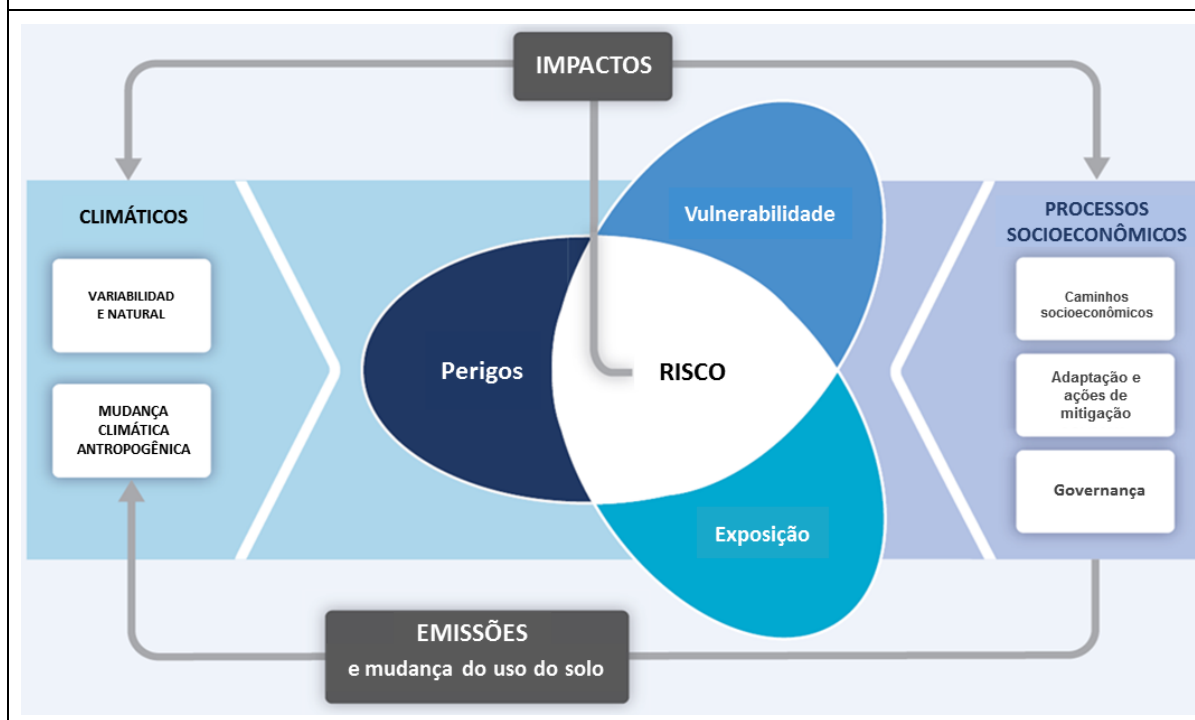 IMPACTOS
CLIMÁTICOS
VARIABILIDAD
E NATURAL
MUDANÇA
CLIMÁTICA
ANTROPOGÊNICA
Perigos
RISCO
Vulnerabilidade
Exposição
PROCESSOS
SOCIOECONÔMICOS
Caminhos
socioeconômicos
Adaptação e
ações de
mitigação
Governança
EMISSÕES
e mudança do uso do solo